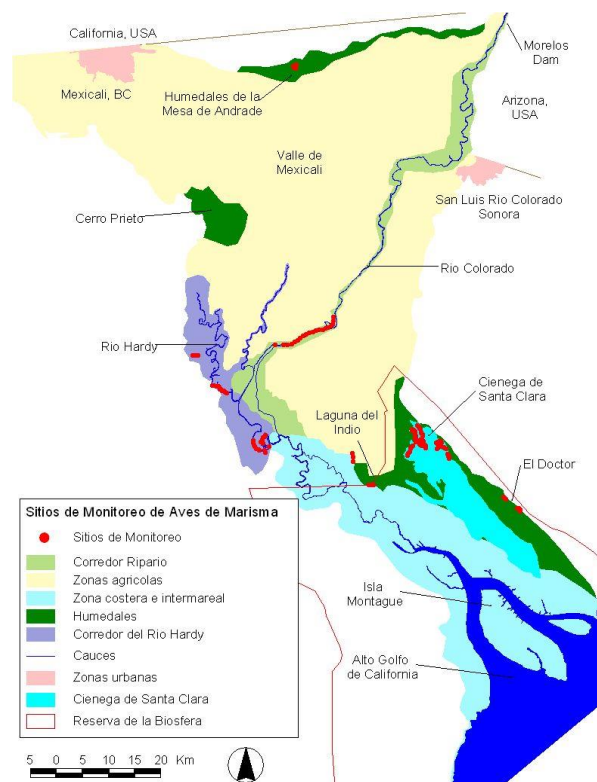 California, USA
Morelos
Dam
Mexicali, BC
Humedales de la
Mesa de Andrade
Arizona,
USA
Valle de
Mexicali
San Luis Rio Colorado
Sonora
Cerro Prieto
Rio Colorado
Rio Hardy
Cienega de
Santa Clara
Laguna del
Indio
El Doctor
Sitios de Monitoreo de Aves de Marisma
Sitios de Monitoreo
Corredor Ripario
Zonas agricolas
Zona costera e intermareal
Humedales
Corredor del Rio Hardy
Cauces
Zonas urbanas
Cienega de Santa Clara
Reserva de la Biosfera
Isla
Montague
Alto Golfo
de California
5 0 5 10 15 20 Km